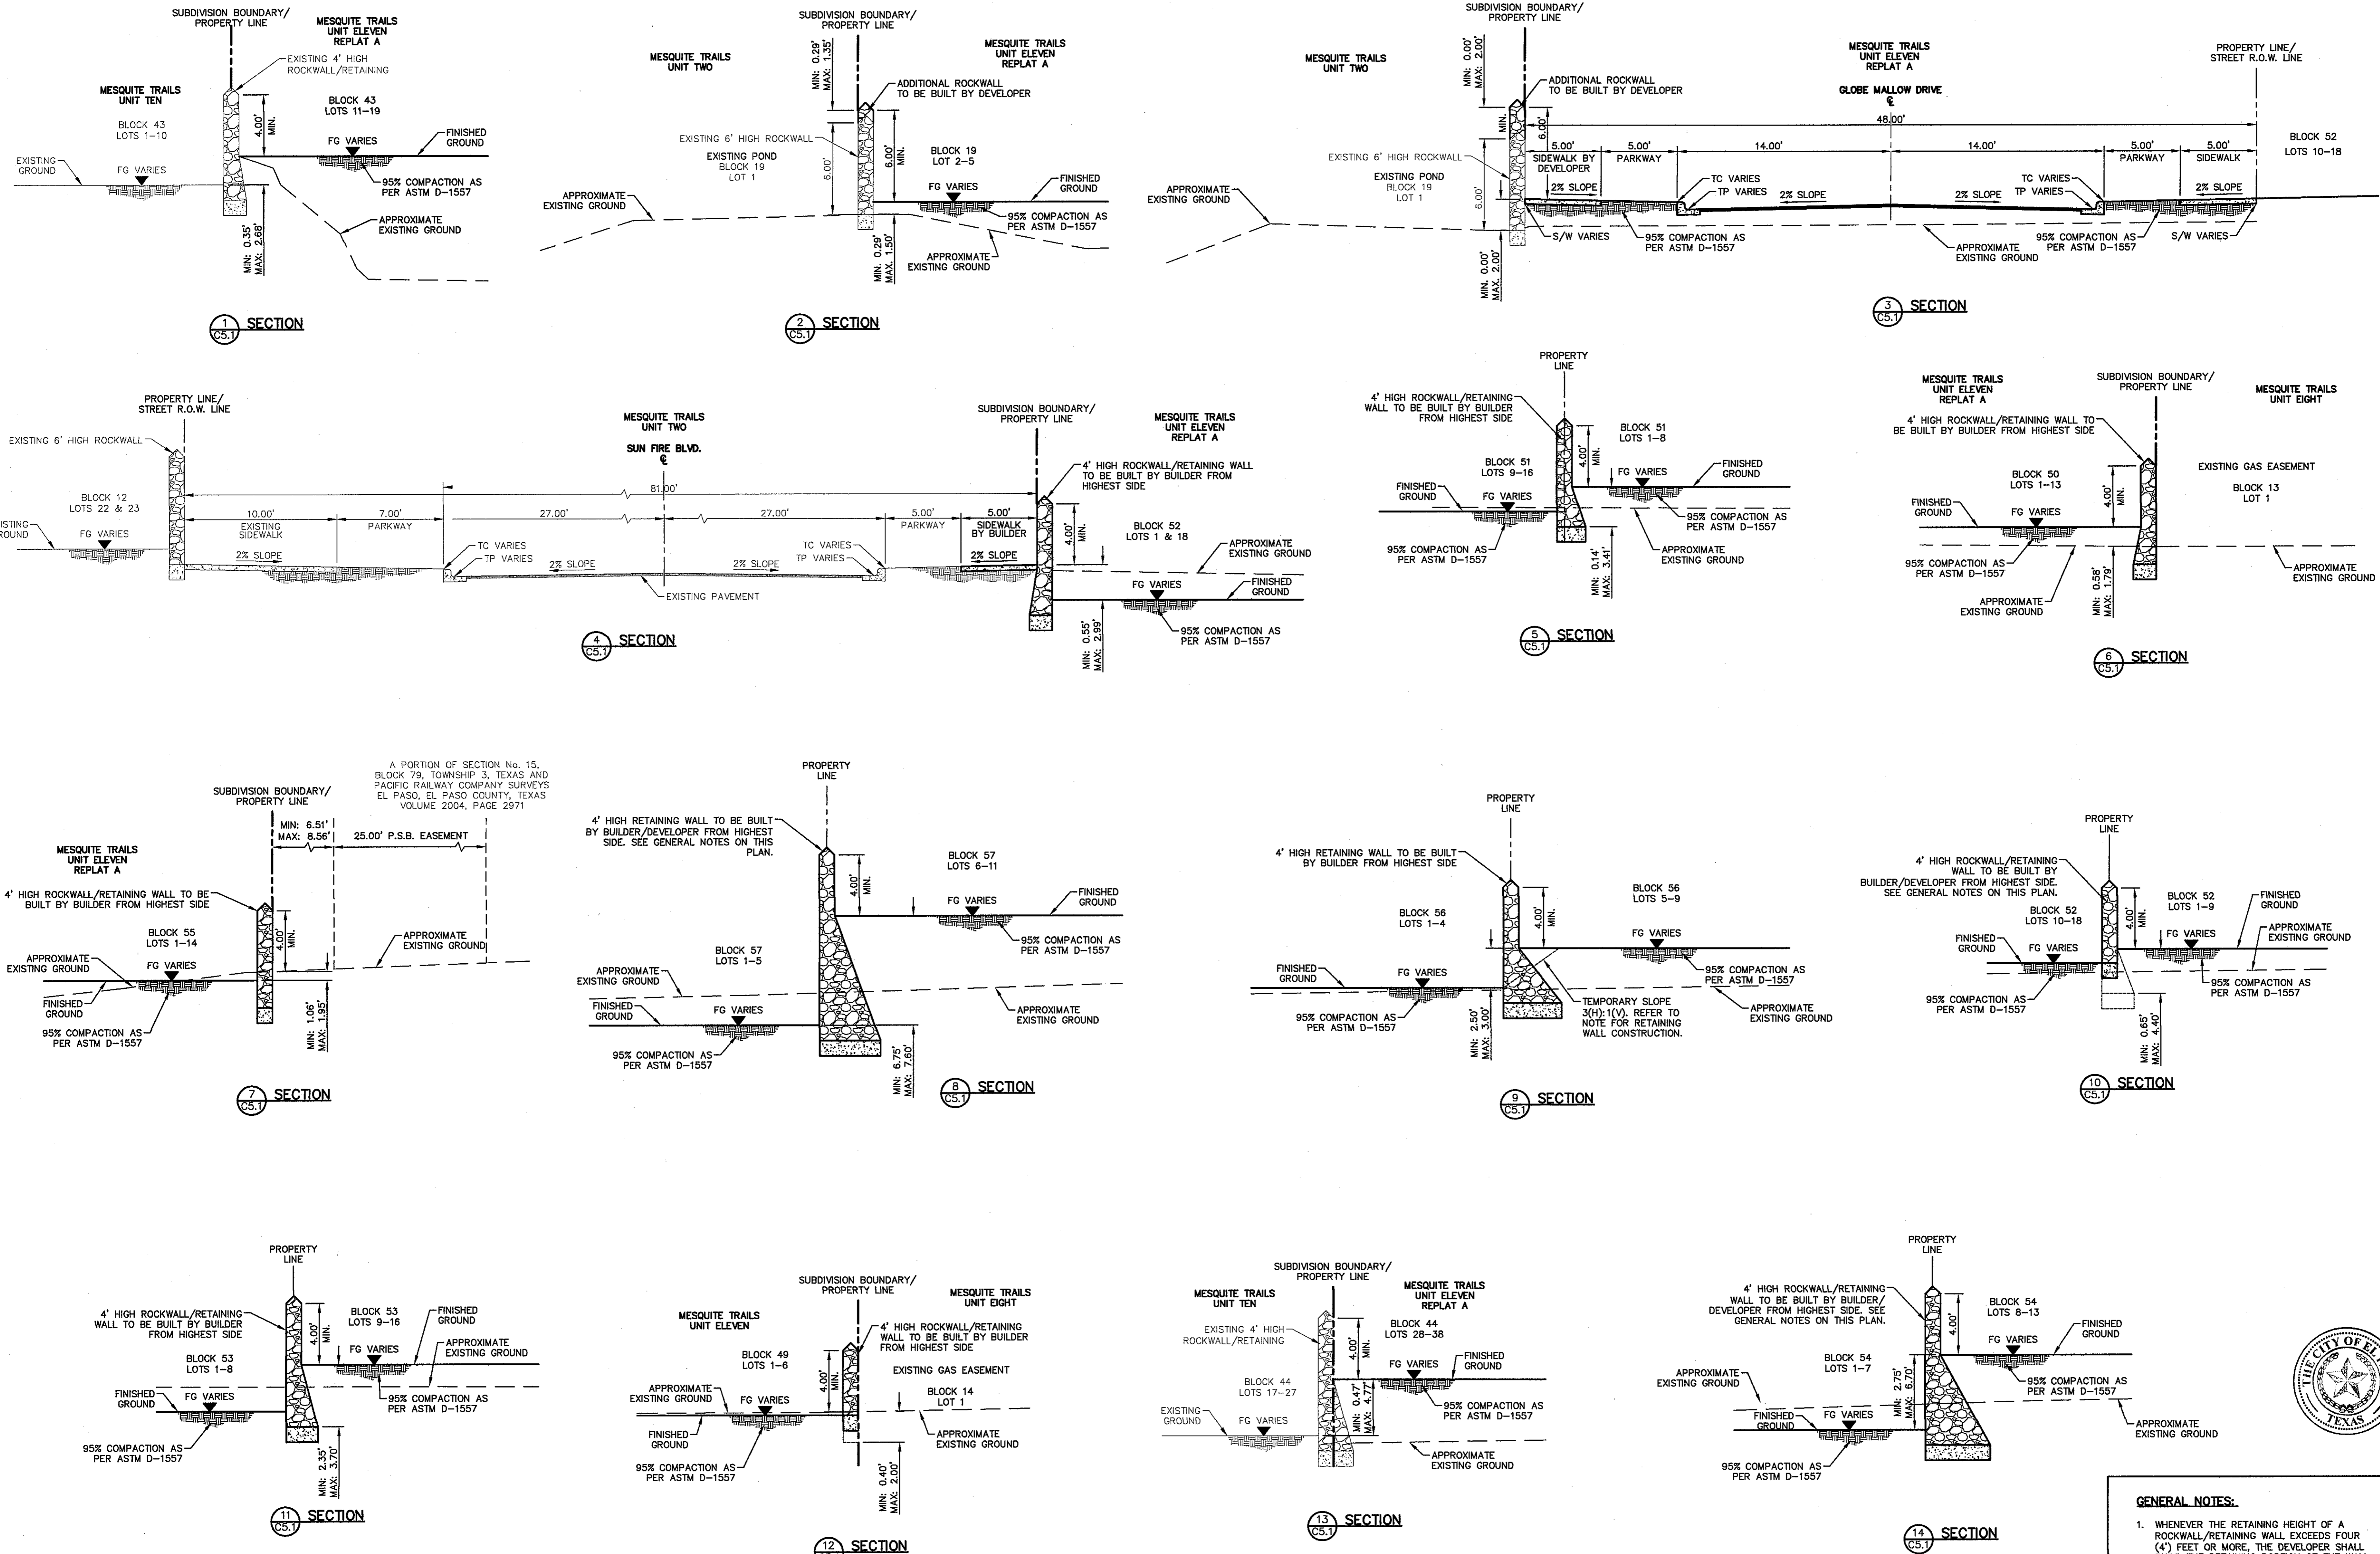 SUBDIVISION BOUNDARY/
PROPERTY LINE
MESQUITE TRAILS
UNIT ELEVEN
REPLAT A
EXISTING 4' HIGH
ROCKWALL/RETAINING
MESQUITE TRAILS
UNIT TEN
BLOCK 43
LOTS 1-10
BLOCK 43
LOTS 11-19
4.00'
MIN.
FG VARIES
FINISHED
GROUND
EXISTING
GROUND
FG VARIES
95% COMPACTION AS
PER ASTM D-1557
APPROXIMATE
EXISTING GROUND
MIN: 0.35'
MAX: 2.68'
1
C5.1
SECTION
SUBDIVISION BOUNDARY/
PROPERTY LINE
MESQUITE TRAILS
UNIT TWO
MESQUITE TRAILS
UNIT ELEVEN
REPLAT A
MIN: 0.29'
MAX: 1.35'
ADDITIONAL ROCKWALL
TO BE BUILT BY DEVELOPER
EXISTING 6' HIGH ROCKWALL
EXISTING POND
BLOCK 19
LOT 1
6.00'
6.00'
MIN.
BLOCK 19
LOT 2-5
FG VARIES
FINISHED
GROUND
APPROXIMATE
EXISTING GROUND
95% COMPACTION AS
PER ASTM D-1557
MIN. 0.29'
MAX. 1.50'
APPROXIMATE
EXISTING GROUND
2
C5.1
SECTION
SUBDIVISION BOUNDARY/
PROPERTY LINE
MESQUITE TRAILS
UNIT TWO
MESQUITE TRAILS
UNIT ELEVEN
REPLAT A
PROPERTY LINE/
STREET R.O.W. LINE
MIN: 0.00'
MAX: 2.00'
ADDITIONAL ROCKWALL
TO BE BUILT BY DEVELOPER
GLOBE MALLOW DRIVE
℄
48.00'
MIN.
6.00'
EXISTING 6' HIGH ROCKWALL
EXISTING POND
BLOCK 19
LOT 1
6.00'
5.00'
SIDEWALK BY
DEVELOPER
5.00'
PARKWAY
14.00'
14.00'
5.00'
PARKWAY
5.00'
SIDEWALK
BLOCK 52
LOTS 10-18
2% SLOPE
TC VARIES
TP VARIES
2% SLOPE
2% SLOPE
TC VARIES
TP VARIES
2% SLOPE
APPROXIMATE
EXISTING GROUND
S/W VARIES
95% COMPACTION AS
PER ASTM D-1557
APPROXIMATE
EXISTING GROUND
95% COMPACTION AS
PER ASTM D-1557
S/W VARIES
MIN. 0.00'
MAX. 2.00'
3
C5.1
SECTION
PROPERTY LINE/
STREET R.O.W. LINE
EXISTING 6' HIGH ROCKWALL
MESQUITE TRAILS
UNIT TWO
SUN FIRE BLVD.
℄
SUBDIVISION BOUNDARY/
PROPERTY LINE
MESQUITE TRAILS
UNIT ELEVEN
REPLAT A
4' HIGH ROCKWALL/RETAINING WALL
TO BE BUILT BY BUILDER FROM
HIGHEST SIDE
81.00'
BLOCK 12
LOTS 22 & 23
FG VARIES
10.00'
EXISTING
SIDEWALK
7.00'
PARKWAY
27.00'
27.00'
5.00'
PARKWAY
5.00'
SIDEWALK
BY BUILDER
4.00'
MIN.
BLOCK 52
LOTS 1 & 18
2% SLOPE
TC VARIES
TP VARIES
2% SLOPE
2% SLOPE
TC VARIES
TP VARIES
2% SLOPE
APPROXIMATE
EXISTING GROUND
EXISTING PAVEMENT
FG VARIES
FINISHED
GROUND
95% COMPACTION AS
PER ASTM D-1557
MIN: 0.55'
MAX: 2.99'
4
C5.1
SECTION
PROPERTY
LINE
4' HIGH ROCKWALL/RETAINING
WALL TO BE BUILT BY BUILDER
FROM HIGHEST SIDE
BLOCK 51
LOTS 1-8
4.00'
MIN.
BLOCK 51
LOTS 9-16
FG VARIES
FINISHED
GROUND
FINISHED
GROUND
FG VARIES
95% COMPACTION AS
PER ASTM D-1557
95% COMPACTION AS
PER ASTM D-1557
APPROXIMATE
EXISTING GROUND
MIN: 0.14'
MAX: 3.41'
5
C5.1
SECTION
MESQUITE TRAILS
UNIT ELEVEN
REPLAT A
SUBDIVISION BOUNDARY/
PROPERTY LINE
MESQUITE TRAILS
UNIT EIGHT
4' HIGH ROCKWALL/RETAINING WALL TO
BE BUILT BY BUILDER FROM HIGHEST SIDE
EXISTING GAS EASEMENT
BLOCK 50
LOTS 1-13
BLOCK 13
LOT 1
4.00'
MIN.
FINISHED
GROUND
FG VARIES
95% COMPACTION AS
PER ASTM D-1557
APPROXIMATE
EXISTING GROUND
APPROXIMATE
EXISTING GROUND
MIN: 0.58'
MAX: 1.79'
6
C5.1
SECTION
A PORTION OF SECTION No. 15,
BLOCK 79, TOWNSHIP 3, TEXAS AND
PACIFIC RAILWAY COMPANY SURVEYS
EL PASO, EL PASO COUNTY, TEXAS
VOLUME 2004, PAGE 2971
SUBDIVISION BOUNDARY/
PROPERTY LINE
MIN: 6.51'
MAX: 8.56'
25.00' P.S.B. EASEMENT
MESQUITE TRAILS
UNIT ELEVEN
REPLAT A
4' HIGH ROCKWALL/RETAINING WALL TO BE
BUILT BY BUILDER FROM HIGHEST SIDE
4.00'
MIN.
BLOCK 55
LOTS 1-14
APPROXIMATE
EXISTING GROUND
APPROXIMATE
EXISTING GROUND
FG VARIES
FINISHED
GROUND
95% COMPACTION AS
PER ASTM D-1557
MIN: 1.06'
MAX: 1.95'
7
C5.1
SECTION
PROPERTY
LINE
4' HIGH RETAINING WALL TO BE BUILT
BY BUILDER/DEVELOPER FROM HIGHEST
SIDE. SEE GENERAL NOTES ON THIS
PLAN.
BLOCK 57
LOTS 6-11
4.00'
MIN.
FG VARIES
FINISHED
GROUND
95% COMPACTION AS
PER ASTM D-1557
BLOCK 57
LOTS 1-5
APPROXIMATE
EXISTING GROUND
FINISHED
GROUND
FG VARIES
APPROXIMATE
EXISTING GROUND
95% COMPACTION AS
PER ASTM D-1557
MIN: 6.75'
MAX: 7.60'
8
C5.1
SECTION
PROPERTY
LINE
4' HIGH RETAINING WALL TO BE BUILT
BY BUILDER FROM HIGHEST SIDE
BLOCK 56
LOTS 5-9
BLOCK 56
LOTS 1-4
4.00'
MIN.
FG VARIES
FINISHED
GROUND
FG VARIES
95% COMPACTION AS
PER ASTM D-1557
95% COMPACTION AS
PER ASTM D-1557
TEMPORARY SLOPE
3(H):1(V). REFER TO
NOTE FOR RETAINING
WALL CONSTRUCTION.
APPROXIMATE
EXISTING GROUND
MIN: 2.50'
MAX: 3.00'
9
C5.1
SECTION
PROPERTY
LINE
4' HIGH ROCKWALL/RETAINING
WALL TO BE BUILT BY
BUILDER/DEVELOPER FROM HIGHEST SIDE.
SEE GENERAL NOTES ON THIS PLAN.
BLOCK 52
LOTS 10-18
BLOCK 52
LOTS 1-9
4.00'
MIN.
FINISHED
GROUND
APPROXIMATE
EXISTING GROUND
FINISHED
GROUND
FG VARIES
FG VARIES
95% COMPACTION AS
PER ASTM D-1557
95% COMPACTION AS
PER ASTM D-1557
MIN: 0.65'
MAX: 4.40'
10
C5.1
SECTION
PROPERTY
LINE
4' HIGH ROCKWALL/RETAINING
WALL TO BE BUILT BY BUILDER
FROM HIGHEST SIDE
BLOCK 53
LOTS 9-16
4.00'
MIN.
FINISHED
GROUND
BLOCK 53
LOTS 1-8
FG VARIES
APPROXIMATE
EXISTING GROUND
FINISHED
GROUND
FG VARIES
95% COMPACTION AS
PER ASTM D-1557
95% COMPACTION AS
PER ASTM D-1557
MIN: 2.35'
MAX: 3.70'
11
C5.1
SECTION
SUBDIVISION BOUNDARY/
PROPERTY LINE
MESQUITE TRAILS
UNIT ELEVEN
MESQUITE TRAILS
UNIT EIGHT
4' HIGH ROCKWALL/RETAINING
WALL TO BE BUILT BY BUILDER
FROM HIGHEST SIDE
BLOCK 49
LOTS 1-6
EXISTING GAS EASEMENT
4.00'
MIN.
BLOCK 14
LOT 1
APPROXIMATE
EXISTING GROUND
FG VARIES
FINISHED
GROUND
APPROXIMATE
EXISTING GROUND
95% COMPACTION AS
PER ASTM D-1557
MIN: 0.40'
MAX: 2.00'
12
SECTION
SUBDIVISION BOUNDARY/
PROPERTY LINE
MESQUITE TRAILS
UNIT TEN
MESQUITE TRAILS
UNIT ELEVEN
REPLAT A
EXISTING 4' HIGH
ROCKWALL/RETAINING
BLOCK 44
LOTS 28-38
4.00'
MIN.
FG VARIES
FINISHED
GROUND
BLOCK 44
LOTS 17-27
MIN: 0.47'
MAX: 4.77'
95% COMPACTION AS
PER ASTM D-1557
EXISTING
GROUND
FG VARIES
APPROXIMATE
EXISTING GROUND
13
C5.1
SECTION
PROPERTY
LINE
4' HIGH ROCKWALL/RETAINING
WALL TO BE BUILT BY BUILDER/
DEVELOPER FROM HIGHEST SIDE. SEE
GENERAL NOTES ON THIS PLAN.
BLOCK 54
LOTS 8-13
4.00'
FG VARIES
FINISHED
GROUND
BLOCK 54
LOTS 1-7
APPROXIMATE
EXISTING GROUND
MIN: 2.75'
MAX: 6.70'
95% COMPACTION AS
PER ASTM D-1557
FINISHED
GROUND
FG VARIES
APPROXIMATE
EXISTING GROUND
95% COMPACTION AS
PER ASTM D-1557
14
C5.1
SECTION
THE CITY OF EL
TEXAS
GENERAL NOTES:
1. WHENEVER THE RETAINING HEIGHT OF A
ROCKWALL/RETAINING WALL EXCEEDS FOUR
(4') FEET OR MORE, THE DEVELOPER SHALL